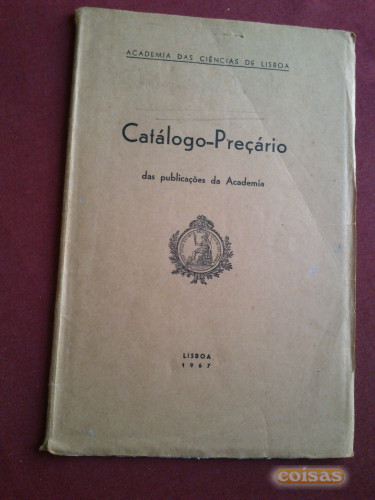 ACADEMIA DAS CIÊNCIAS DE LISBOA
Catálogo-Preçário
das publicações da Academia
LISBOA
1967
coisas